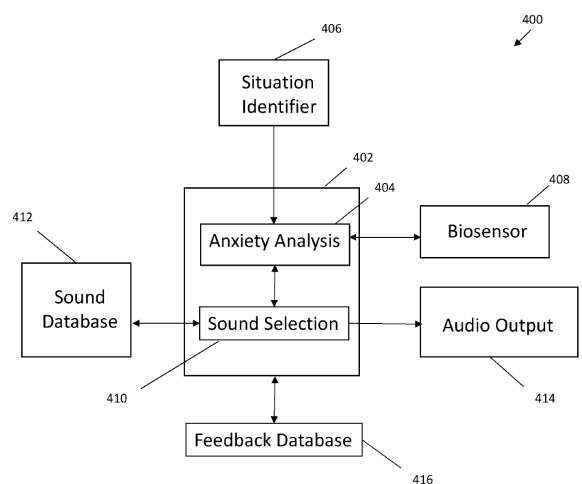 406
400
Situation
Identifier
402
404
408
412
Anxiety Analysis
Biosensor
Sound
Database
Sound Selection
Audio Output
410
414
Feedback Database
416